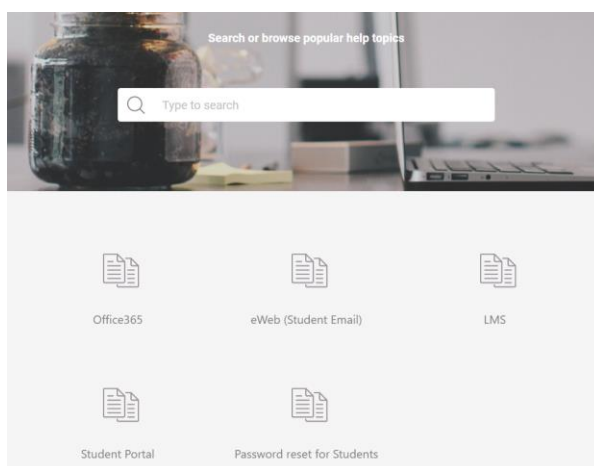 Search or browse popular help topics
Type to search
Office365
eWeb (Student Email)
LMS
Student Portal
Password reset for Students